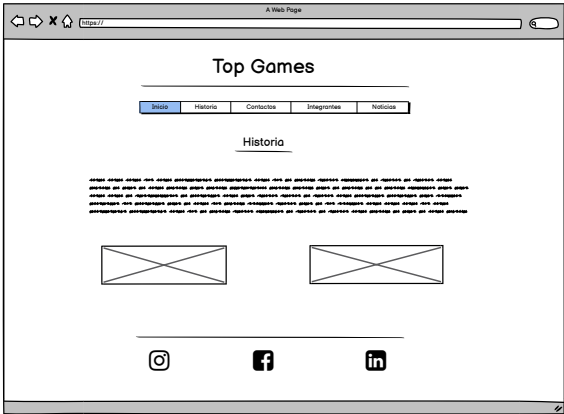 A Web Page
https://
Top Games
Inicio Historia Contactos Integrantes Noticias
Historia